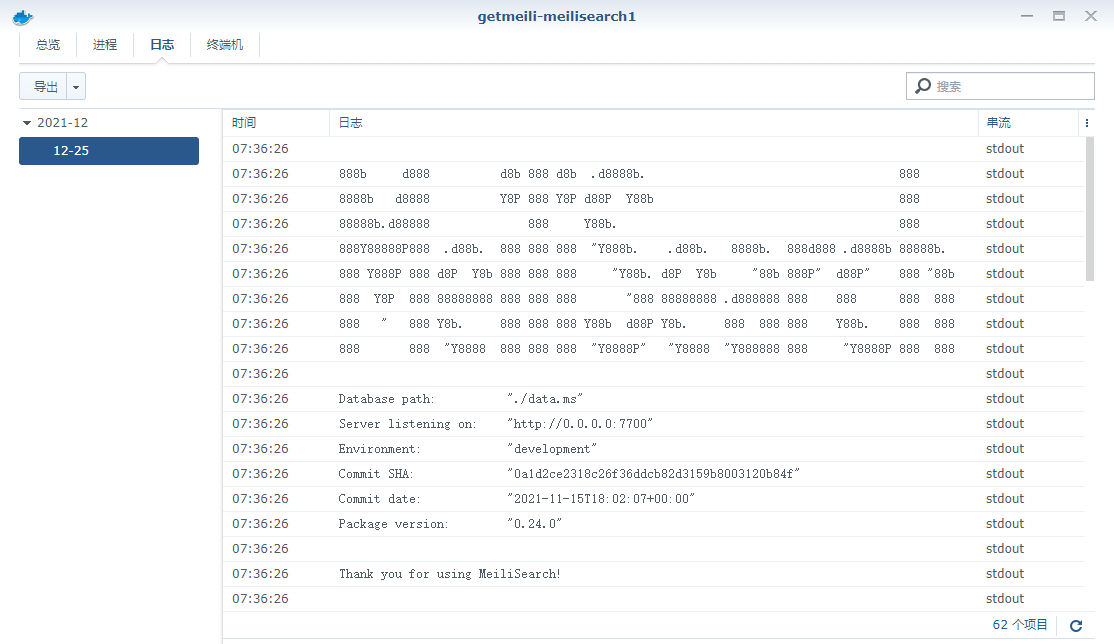 getmeili-meilisearch1
总览 进程 日志 终端机
导出 搜索
2021-12
12-25
时间 日志 串流
07:36:26 stdout
07:36:26 888b     d888          d8b 888 d8b  .d8888b.                                    888 stdout
07:36:26 8888b   d8888          Y8P 888 Y8P d88P  Y88b                                   888 stdout
07:36:26 88888b.d88888              888     Y88b.                                        888 stdout
07:36:26 888Y88888P888  .d88b.  888 888 888  "Y888b.    .d88b.   8888b.  888d888 .d8888b 88888b. stdout
07:36:26 888 Y888P 888 d8P  Y8b 888 888 888     "Y88b. d8P  Y8b     "88b 888P"  d88P"    888 "88b stdout
07:36:26 888  Y8P  888 88888888 888 888 888       "888 88888888 .d888888 888    888      888  888 stdout
07:36:26 888   "   888 Y8b.     888 888 888 Y88b  d88P Y8b.     888  888 888    Y88b.    888  888 stdout
07:36:26 888       888  "Y8888  888 888 888  "Y8888P"   "Y8888  "Y888888 888     "Y8888P 888  888 stdout
07:36:26 stdout
07:36:26 Database path: "./data.ms" stdout
07:36:26 Server listening on: "http://0.0.0.0:7700" stdout
07:36:26 Environment: "development" stdout
07:36:26 Commit SHA: "0a1d2ce2318c26f36ddcb82d3159b8003120b84f" stdout
07:36:26 Commit date: "2021-11-15T18:02:07+00:00" stdout
07:36:26 Package version: "0.24.0" stdout
07:36:26 stdout
07:36:26 Thank you for using MeiliSearch! stdout
07:36:26 stdout
62 个项目